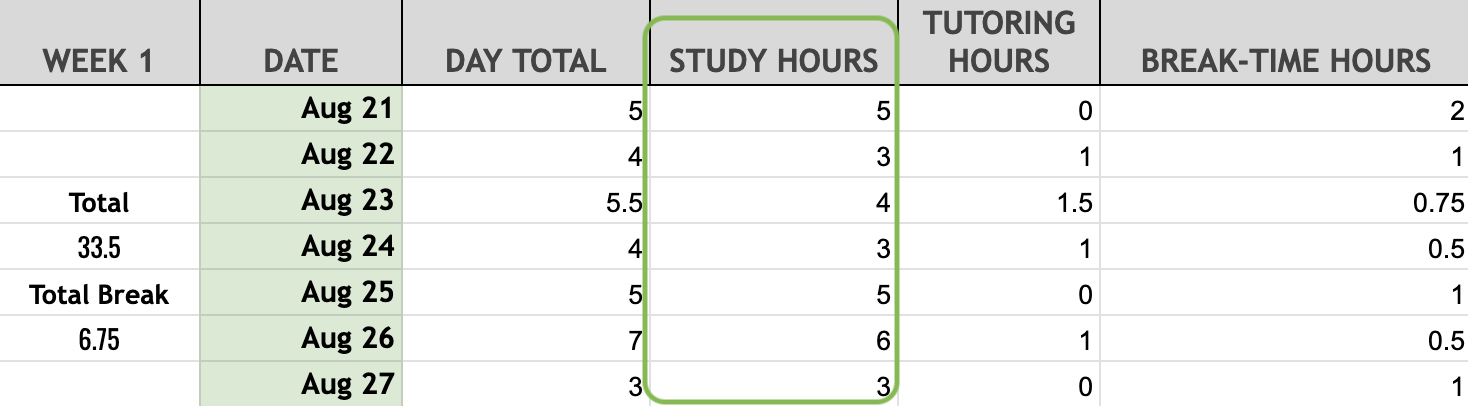 WEEK 1 DATE DAY TOTAL STUDY HOURS TUTORING HOURS BREAK-TIME HOURS
Aug 21 5 5 0 2
Aug 22 4 3 1 1
Total Aug 23 5.5 4 1.5 0.75
33.5 Aug 24 4 3 1 0.5
Total Break Aug 25 5 5 0 1
6.75 Aug 26 7 6 1 0.5
Aug 27 3 3 0 1